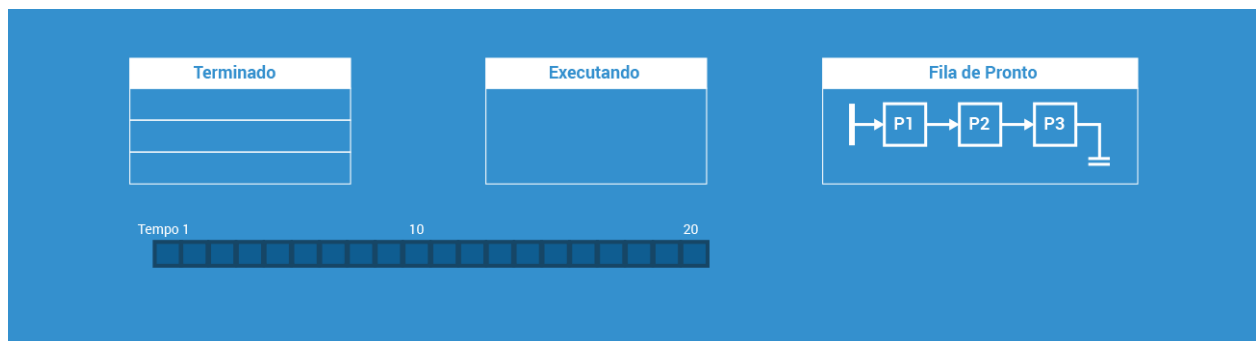 Terminado
Executando
Fila de Pronto
P1 P2 P3
Tempo 1 10 20